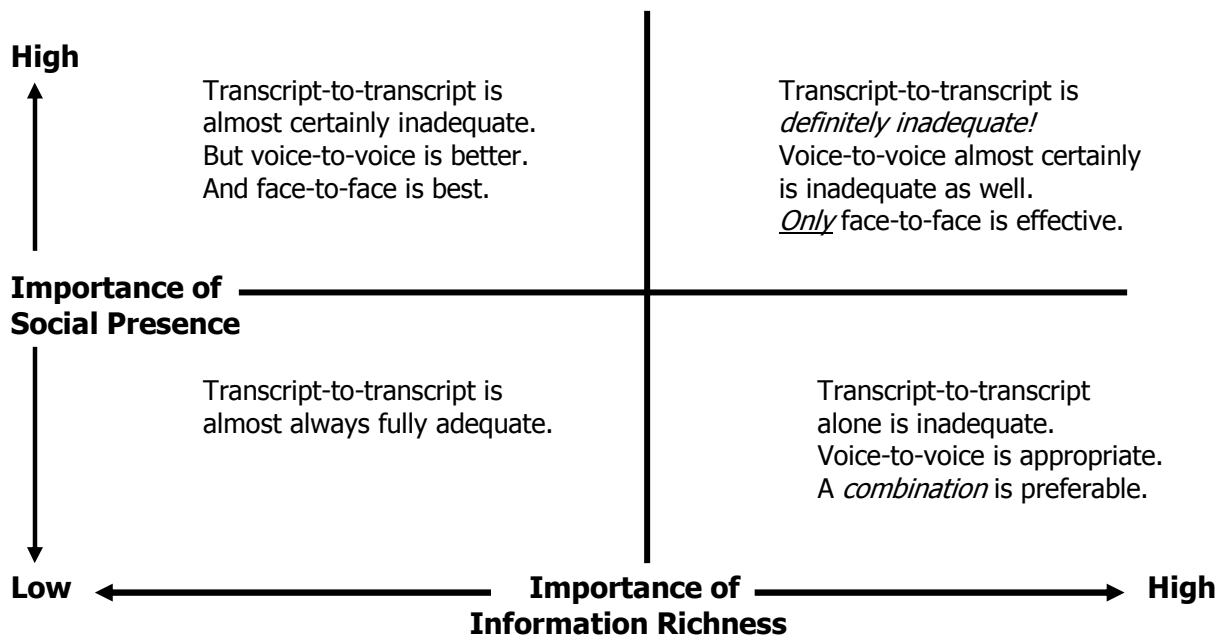 High
Transcript-to-transcript is
almost certainly inadequate.
But voice-to-voice is better.
And face-to-face is best.
Transcript-to-transcript is
definitely inadequate!
Voice-to-voice almost certainly
is inadequate as well.
Only face-to-face is effective.
Importance of
Social Presence
Transcript-to-transcript is
almost always fully adequate.
Transcript-to-transcript
alone is inadequate.
Voice-to-voice is appropriate.
A combination is preferable.
Low
Importance of
Information Richness
High